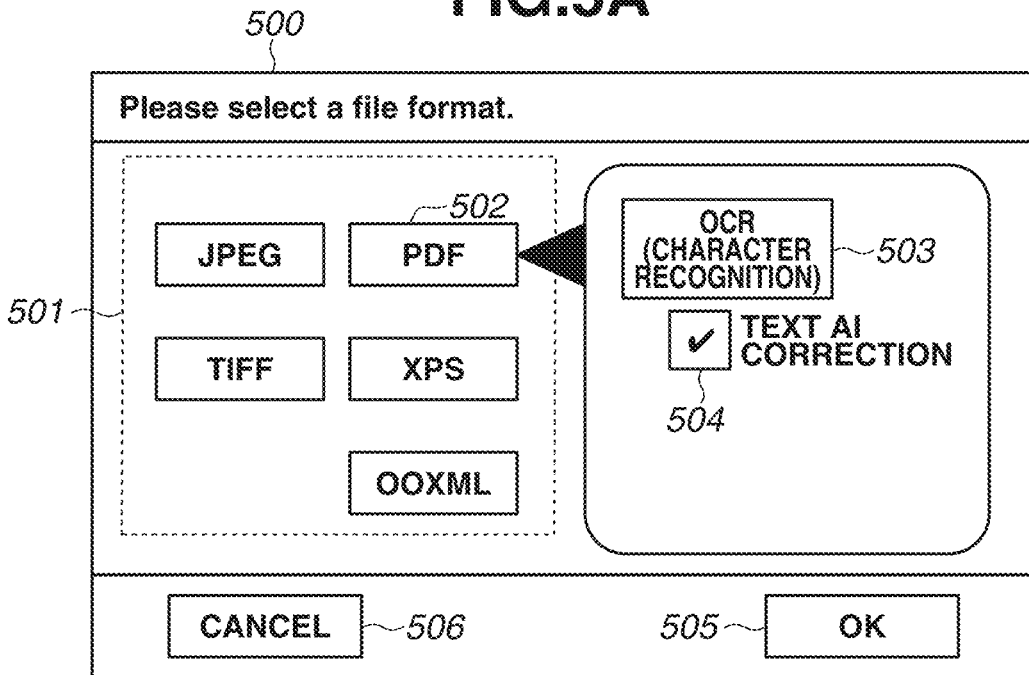 FIG.5A
500
Please select a file format.
501
JPEG
PDF
502
TIFF
XPS
OOXML
OCR
(CHARACTER
RECOGNITION)
503
✔ TEXT AI
CORRECTION
504
CANCEL
506
505
OK